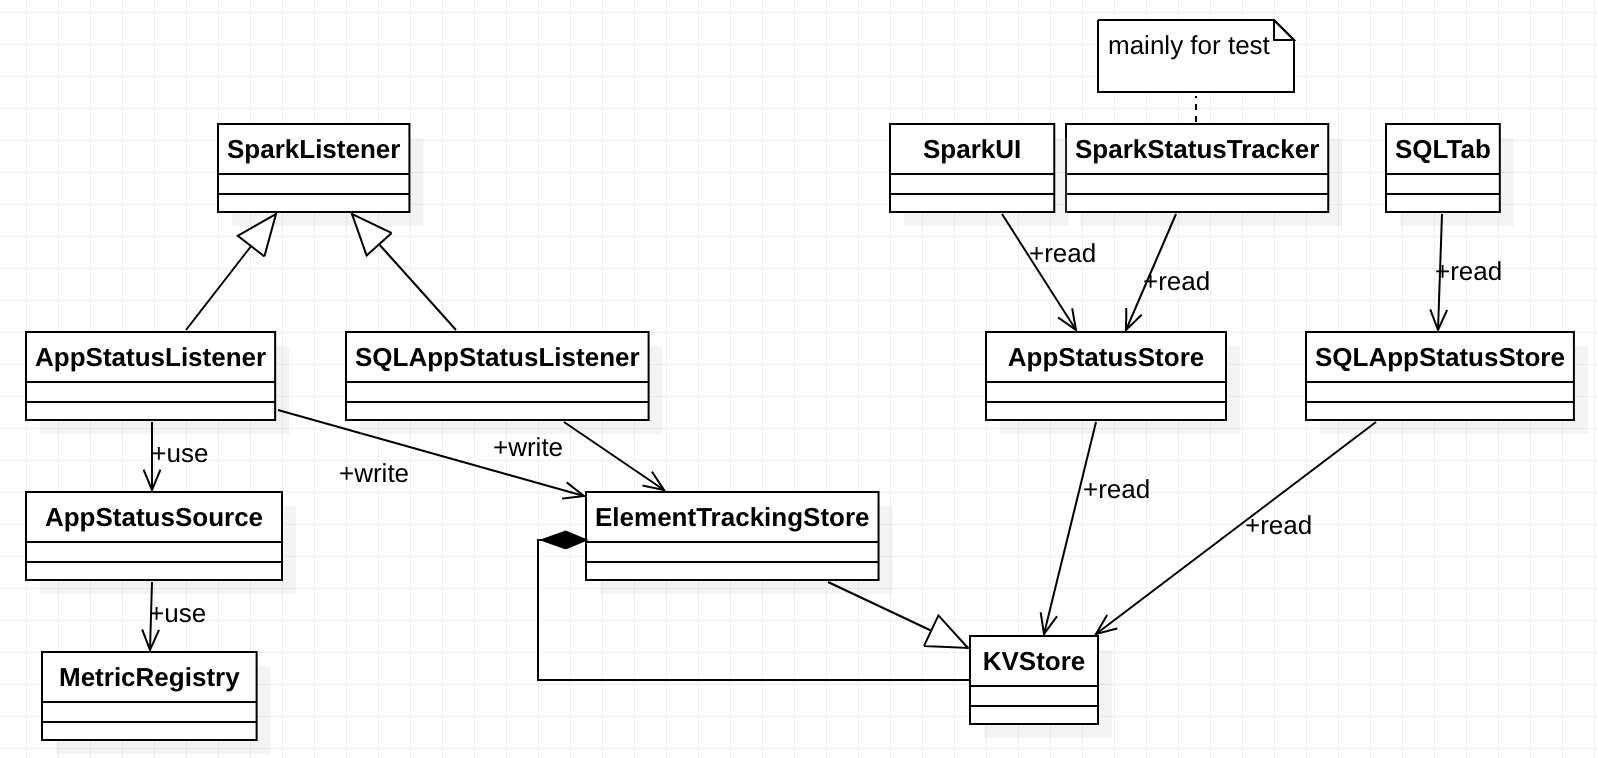 mainly for test
SparkListener
SparkUI
SparkStatusTracker
SQLTab
+read
+read
+read
AppStatusListener
SQLAppStatusListener
AppStatusStore
SQLAppStatusStore
+use
+write
+write
+read
+read
AppStatusSource
ElementTrackingStore
+use
MetricRegistry
KVStore